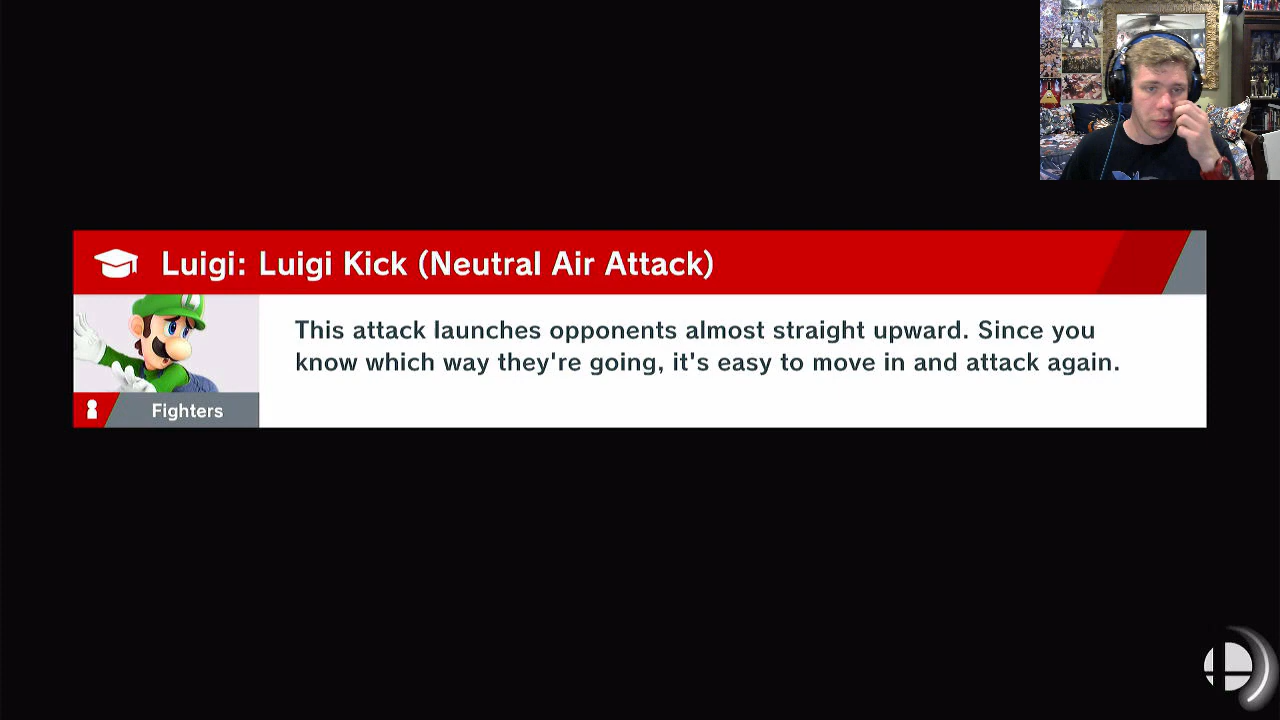 Luigi: Luigi Kick (Neutral Air Attack)
This attack launches opponents almost straight upward. Since you
know which way they're going, it's easy to move in and attack again.
Fighters